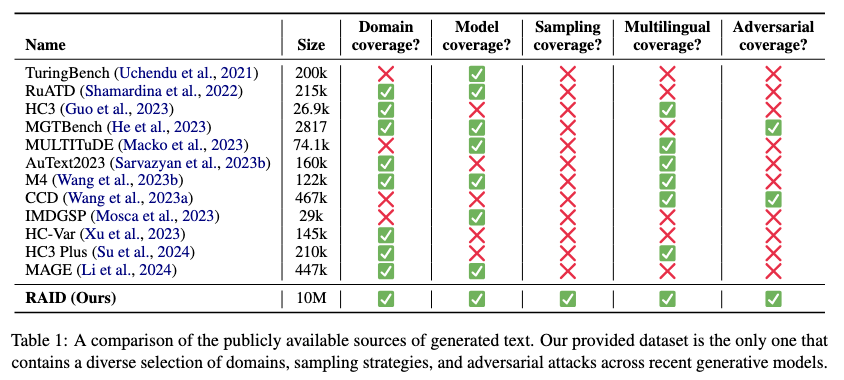 Name Size Domain coverage? Model coverage? Sampling coverage? Multilingual coverage? Adversarial coverage?
TuringBench (Uchendu et al., 2021) 200k ❌ ✅ ❌ ❌ ❌
RuATD (Shamardina et al., 2022) 215k ✅ ✅ ❌ ❌ ❌
HC3 (Guo et al., 2023) 26.9k ✅ ❌ ❌ ✅ ❌
MGTBench (He et al., 2023) 2817 ✅ ✅ ❌ ❌ ✅
MULTITuDE (Macko et al., 2023) 74.1k ❌ ✅ ❌ ✅ ❌
AuText2023 (Sarvazyan et al., 2023b) 160k ✅ ❌ ❌ ✅ ❌
M4 (Wang et al., 2023b) 122k ✅ ✅ ❌ ✅ ❌
CCD (Wang et al., 2023a) 467k ❌ ❌ ❌ ✅ ✅
IMDGSP (Mosca et al., 2023) 29k ❌ ✅ ❌ ❌ ❌
HC-Var (Xu et al., 2023) 145k ✅ ❌ ❌ ❌ ❌
HC3 Plus (Su et al., 2024) 210k ✅ ❌ ❌ ✅ ❌
MAGE (Li et al., 2024) 447k ✅ ✅ ❌ ❌ ❌
RAID (Ours) 10M ✅ ✅ ✅ ✅ ✅
Table 1: A comparison of the publicly available sources of generated text. Our provided dataset is the only one that
contains a diverse selection of domains, sampling strategies, and adversarial attacks across recent generative models.